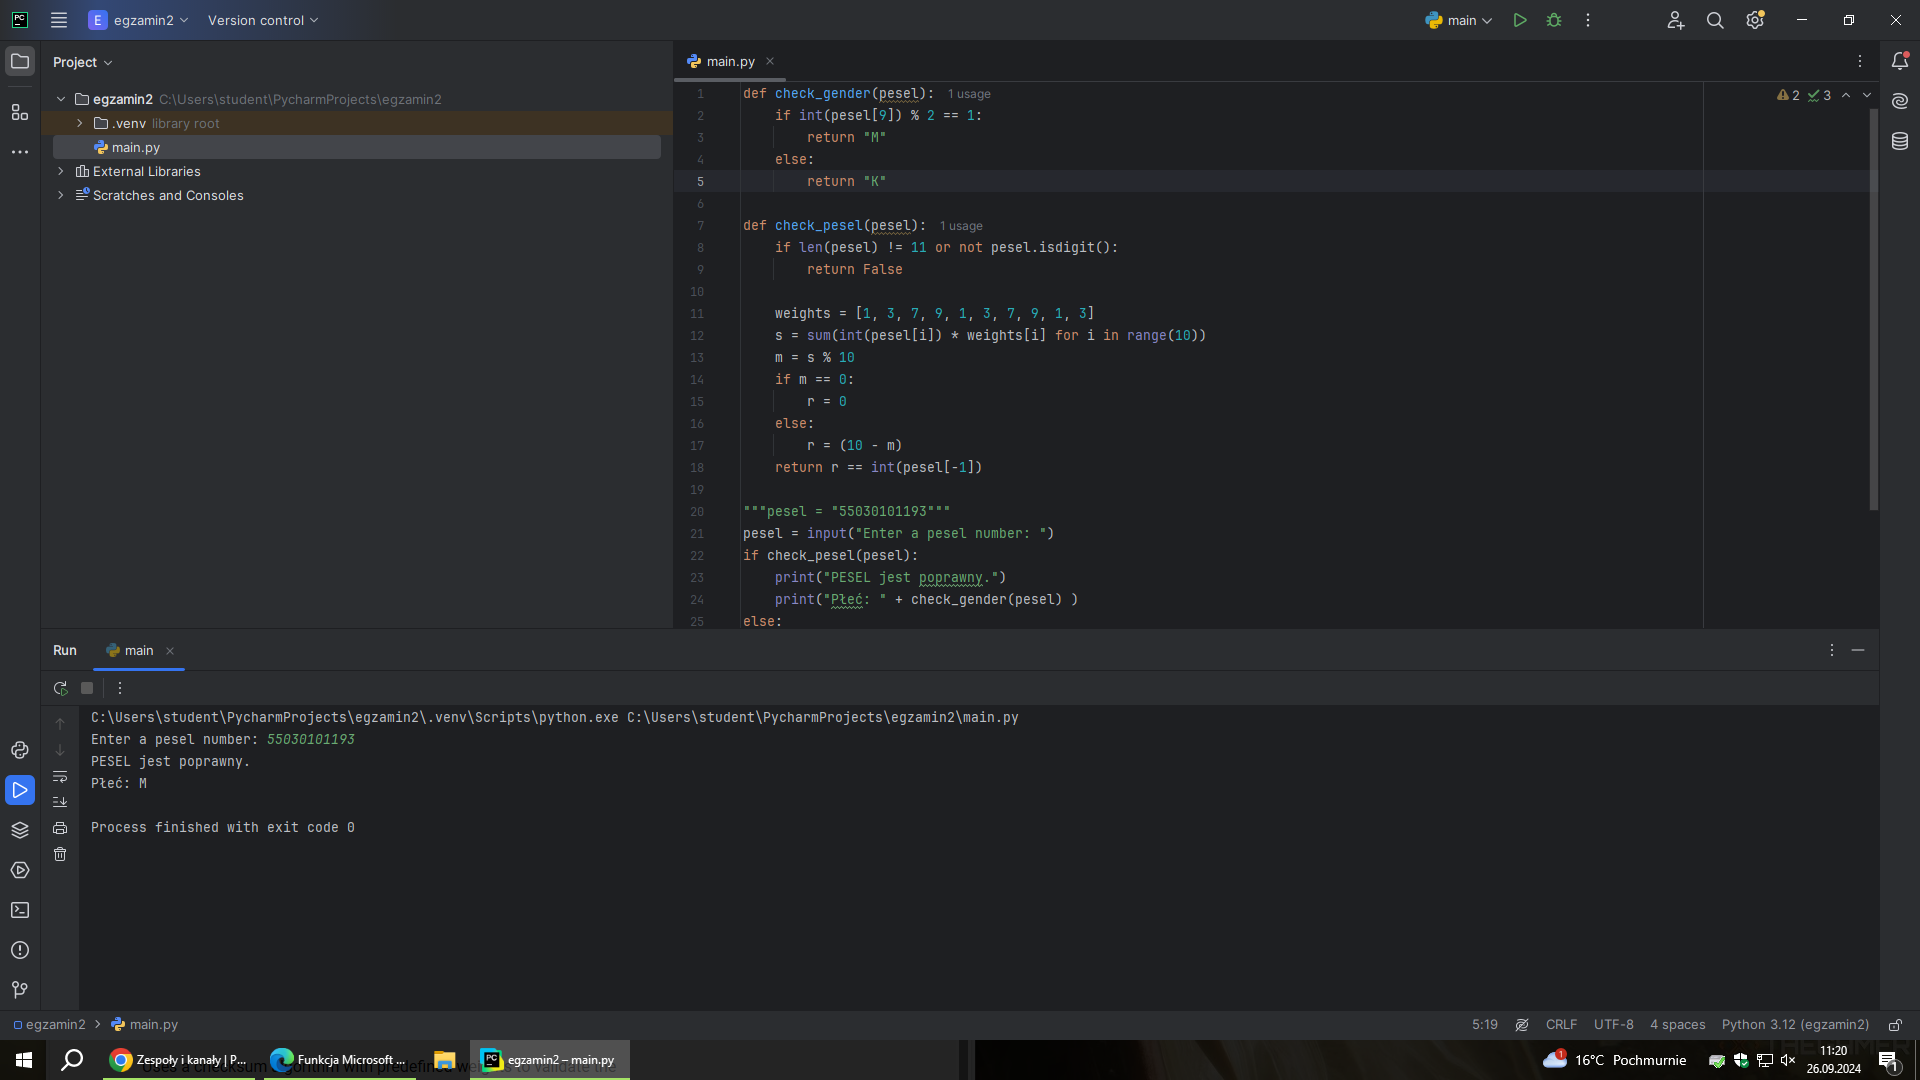 PC
E egzamin2
Version control
main
Project
main.py
egzamin2 C:\Users\student\PycharmProjects\egzamin2
.venv library root
main.py
External Libraries
Scratches and Consoles
1 def check_gender(pesel): 1 usage
2 if int(pesel[9]) % 2 == 1:
3 return "M"
4 else:
5 return "K"
6
7 def check_pesel(pesel): 1 usage
8 if len(pesel) != 11 or not pesel.isdigit():
9 return False
10
11 weights = [1, 3, 7, 9, 1, 3, 7, 9, 1, 3]
12 s = sum(int(pesel[i]) * weights[i] for i in range(10))
13 m = s % 10
14 if m == 0:
15 r = 0
16 else:
17 r = (10 - m)
18 return r == int(pesel[-1])
19
20 """pesel = "55030101193"""
21 pesel = input("Enter a pesel number: ")
22 if check_pesel(pesel):
23 print("PESEL jest poprawny.")
24 print("Płeć: " + check_gender(pesel) )
25 else:
2 3
Run main
C:\Users\student\PycharmProjects\egzamin2\.venv\Scripts\python.exe C:\Users\student\PycharmProjects\egzamin2\main.py
Enter a pesel number: 55030101193
PESEL jest poprawny.
Płeć: M
Process finished with exit code 0
egzamin2 > main.py
5:19 CRLF UTF-8 4 spaces Python 3.12 (egzamin2)
Zespoły i kanały | P...
Funkcja Microsoft ...
PC egzamin2 – main.py
1 16°C Pochmurnie
11:20
26.09.2024
1